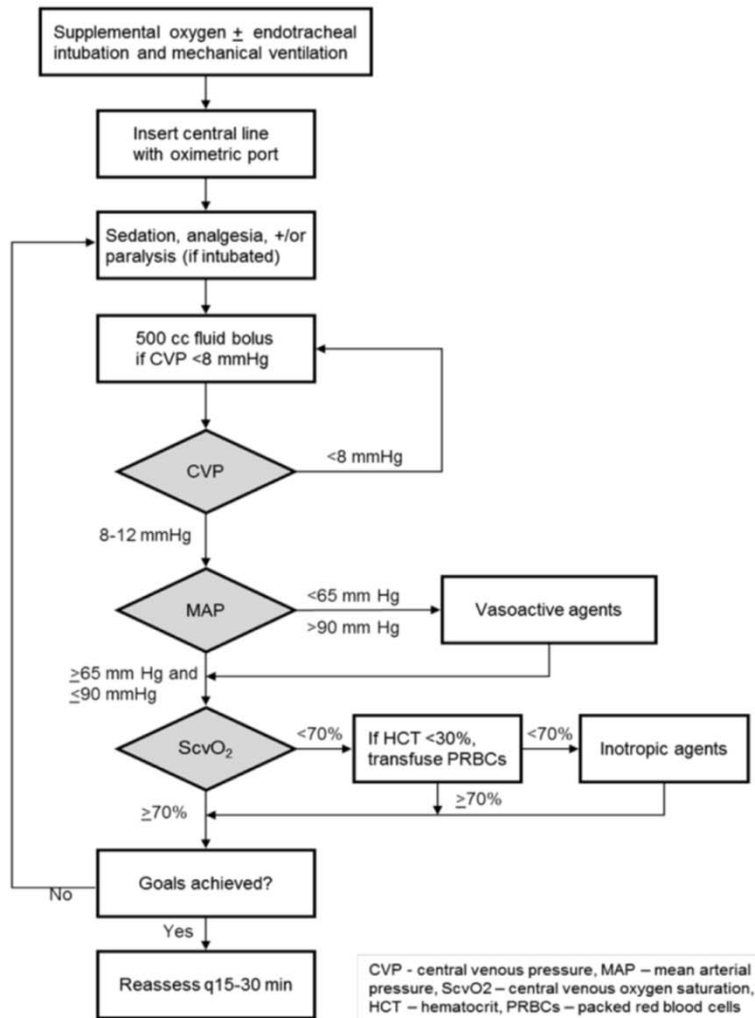 Supplemental oxygen ± endotracheal
intubation and mechanical ventilation
Insert central line
with oximetric port
Sedation, analgesia, +/or
paralysis (if intubated)
500 cc fluid bolus
if CVP <8 mmHg
CVP
<8 mmHg
8-12 mmHg
MAP
<65 mm Hg
>90 mm Hg
Vasoactive agents
≥65 mm Hg and
≤90 mmHg
ScvO₂
<70%
If HCT <30%,
transfuse PRBCs
<70%
Inotropic agents
≥70%
≥70%
Goals achieved?
No
Yes
Reassess q15-30 min
CVP - central venous pressure, MAP – mean arterial
pressure, ScvO2 – central venous oxygen saturation,
HCT – hematocrit, PRBCs – packed red blood cells